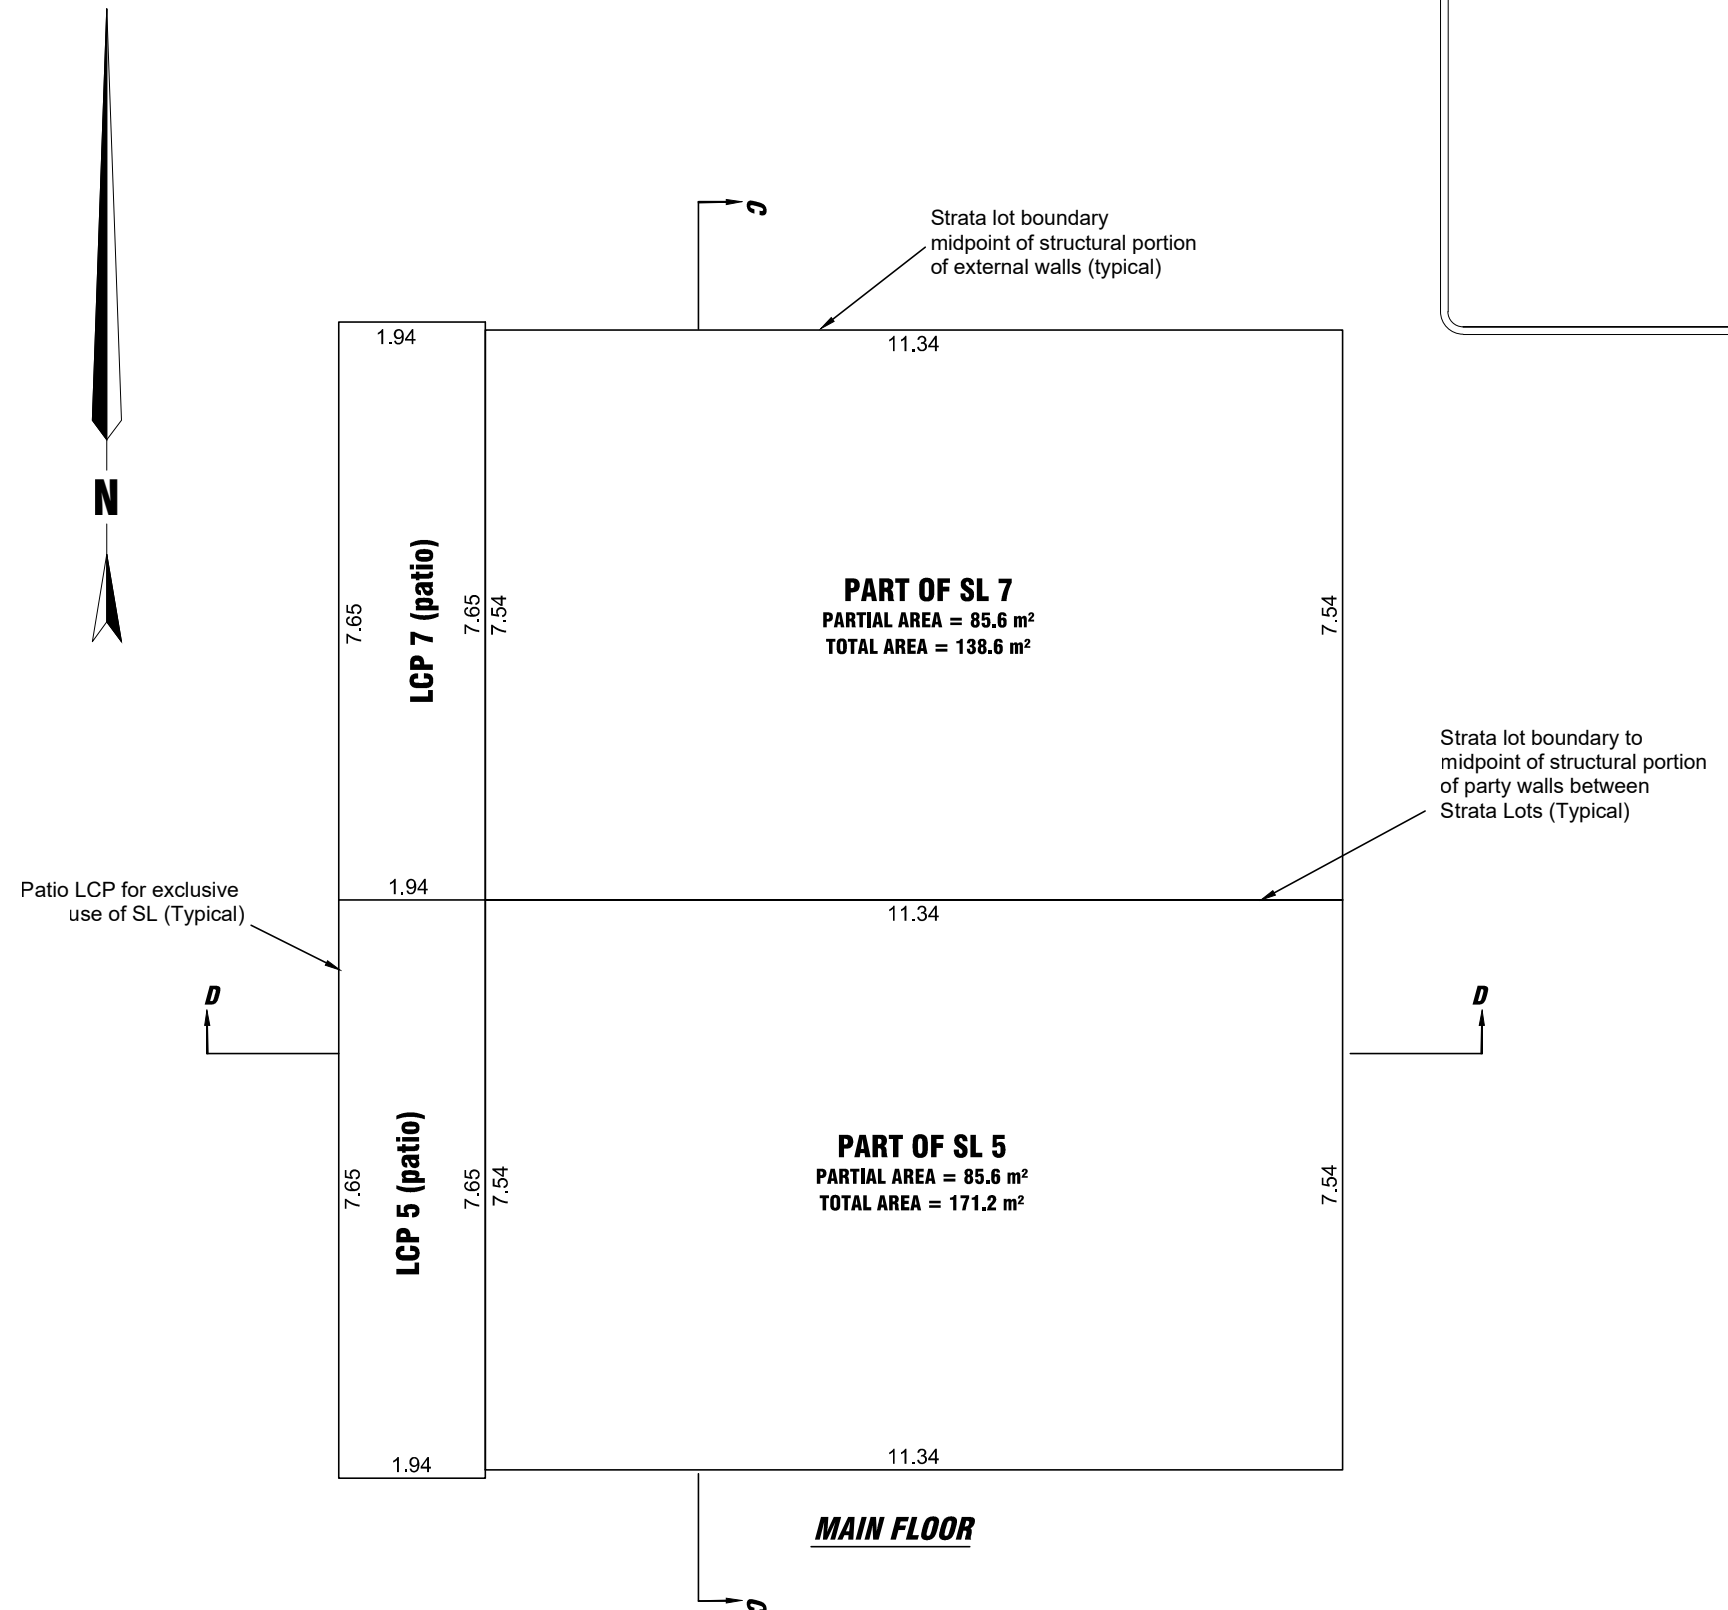 C
Strata lot boundary
midpoint of structural portion
of external walls (typical)
1.94
11.34
N
LCP 7 (patio)
7.65
7.65
7.54
PART OF SL 7
PARTIAL AREA = 85.6 m²
TOTAL AREA = 138.6 m²
7.54
Strata lot boundary to
midpoint of structural portion
of party walls between
Strata Lots (Typical)
Patio LCP for exclusive
use of SL (Typical)
1.94
11.34
D
D
LCP 5 (patio)
7.65
7.65
7.54
PART OF SL 5
PARTIAL AREA = 85.6 m²
TOTAL AREA = 171.2 m²
7.54
1.94
11.34
MAIN FLOOR
C